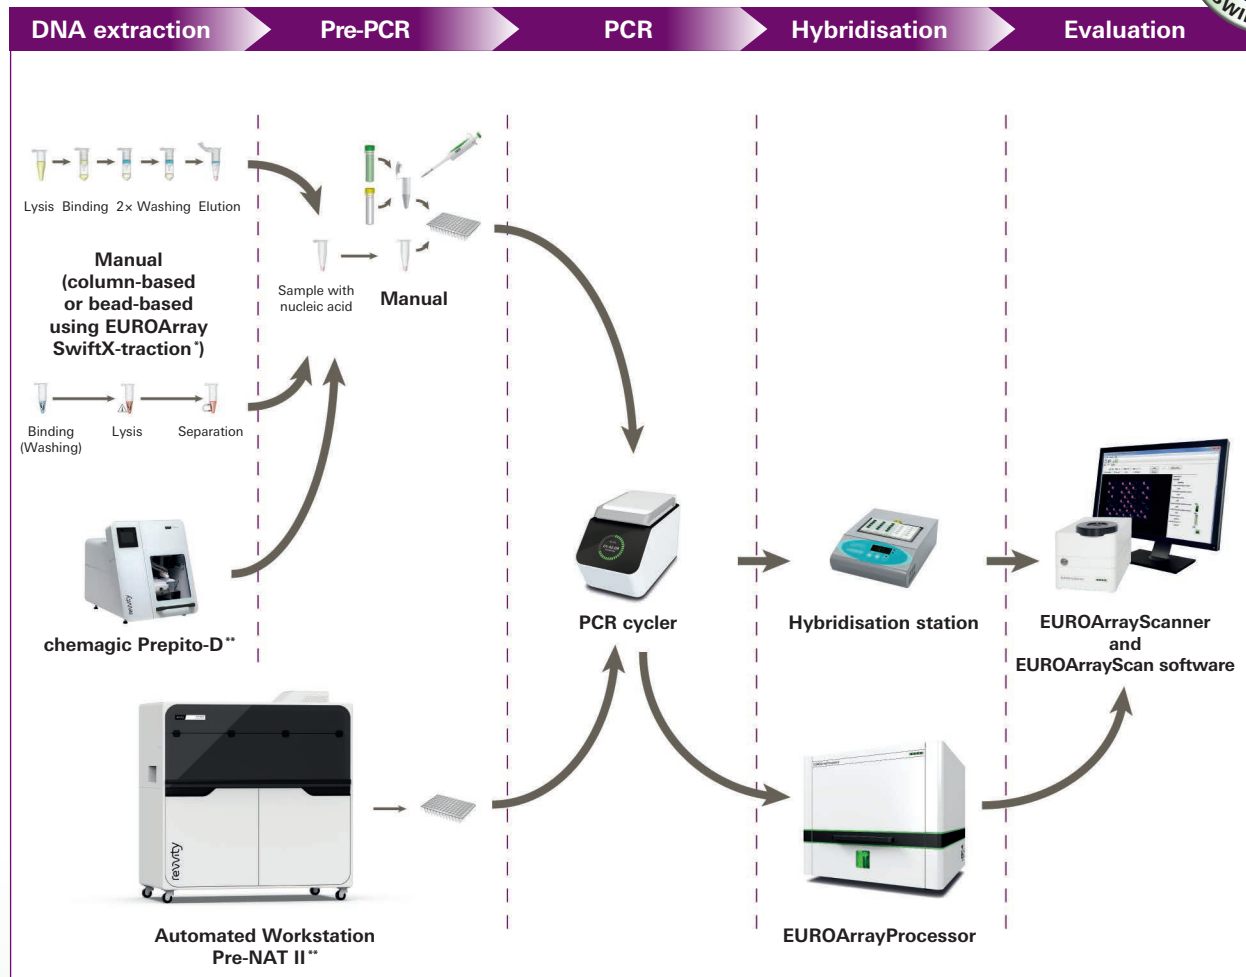 DNA extraction
Pre-PCR
PCR
Hybridisation
Evaluation
Lysis
Binding
2× Washing
Elution
Manual
(column-based
or bead-based
using EUROArray
SwiftX-traction*)
Binding
(Washing)
Lysis
Separation
Sample with
nucleic acid
Manual
revvity
chemagic Prepito-D**
PCR cycler
Hybridisation station
EUROArrayScanner
and
EUROArrayScan software
revvity
Automated Workstation
Pre-NAT II**
EUROArrayProcessor